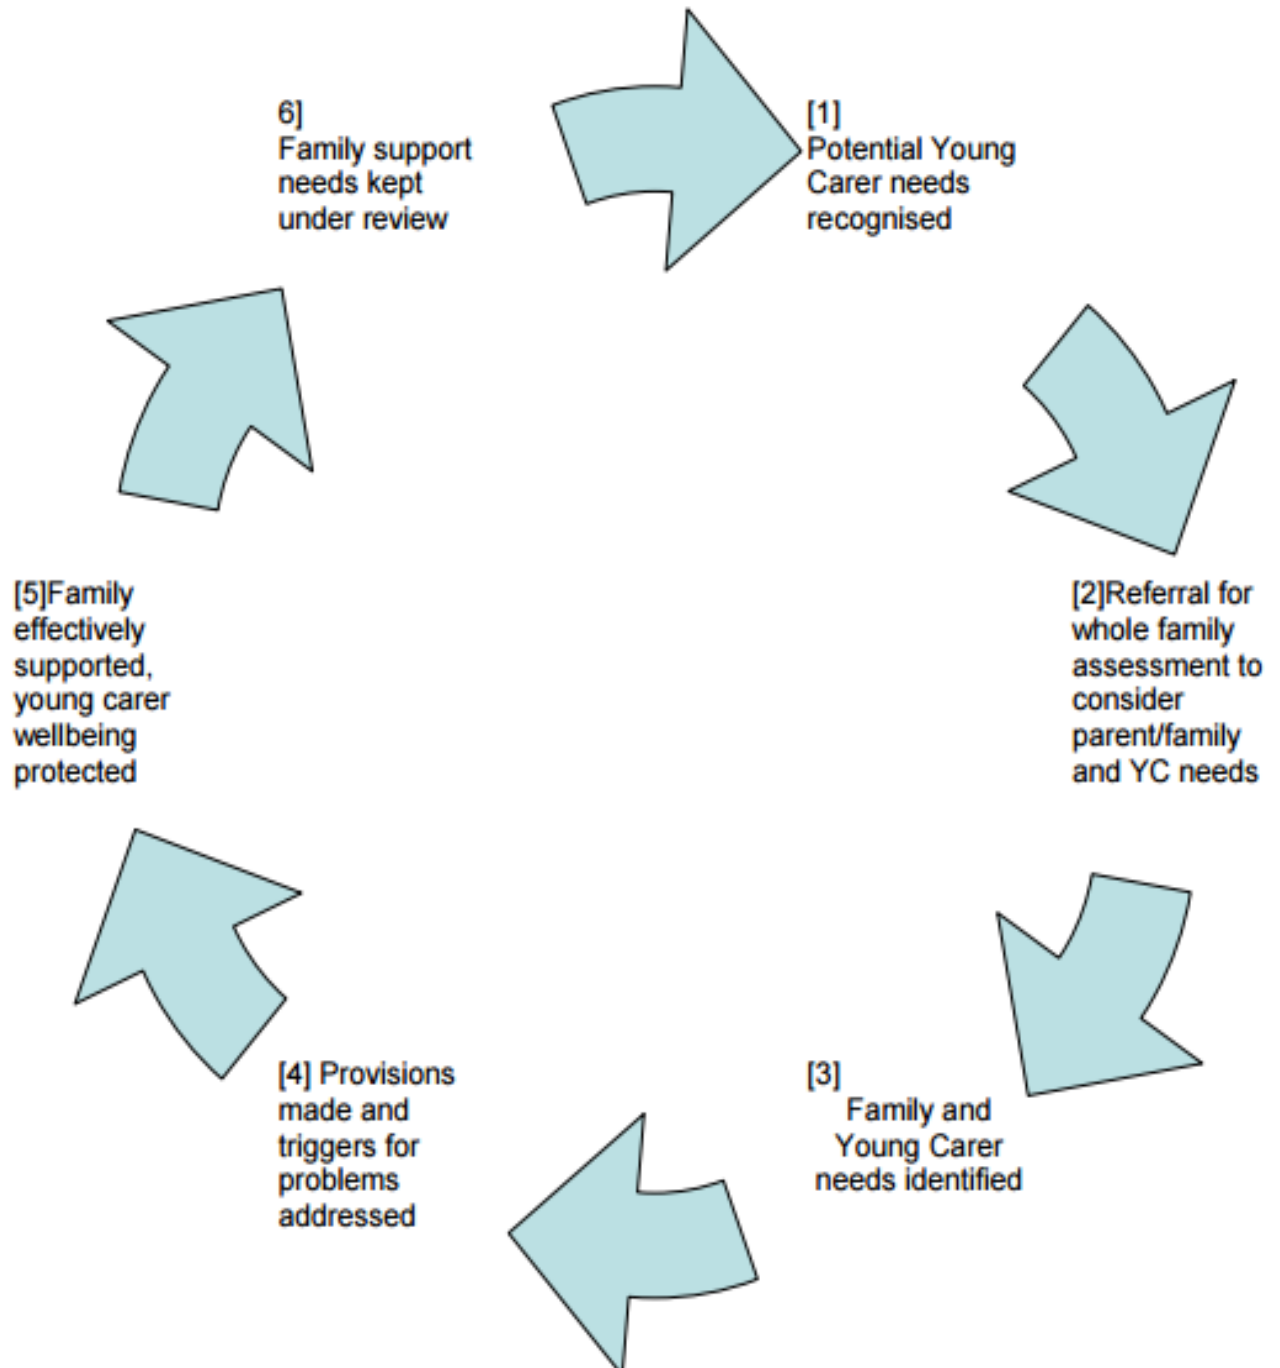 [1]
Potential Young
Carer needs
recognised
[2]Referral for
whole family
assessment to
consider
parent/family
and YC needs
[3]
Family and
Young Carer
needs identified
[4] Provisions
made and
triggers for
problems
addressed
[5]Family
effectively
supported,
young carer
wellbeing
protected
6]
Family support
needs kept
under review